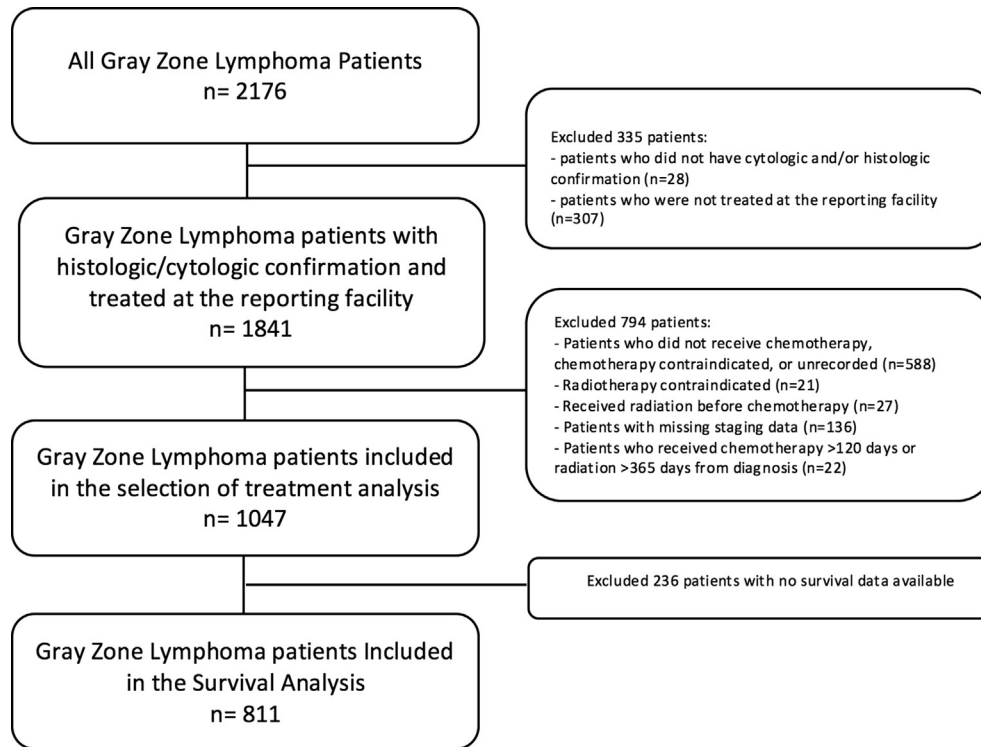 All Gray Zone Lymphoma Patients
n= 2176
Excluded 335 patients:
- patients who did not have cytologic and/or histologic
confirmation (n=28)
- patients who were not treated at the reporting facility
(n=307)
Gray Zone Lymphoma patients with
histologic/cytologic confirmation and
treated at the reporting facility
n= 1841
Excluded 794 patients:
- Patients who did not receive chemotherapy,
chemotherapy contraindicated, or unrecorded (n=588)
- Radiotherapy contraindicated (n=21)
- Received radiation before chemotherapy (n=27)
- Patients with missing staging data (n=136)
- Patients who received chemotherapy >120 days or
radiation >365 days from diagnosis (n=22)
Gray Zone Lymphoma patients included
in the selection of treatment analysis
n= 1047
Excluded 236 patients with no survival data available
Gray Zone Lymphoma patients Included
in the Survival Analysis
n= 811